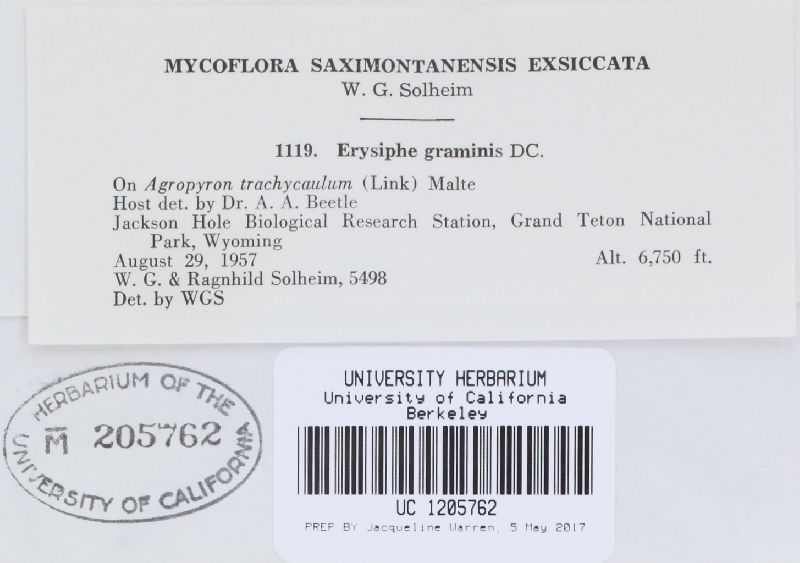 MYCOFLORA SAXIMONTANENSIS EXSICCATA
W. G. Solheim
1119. Erysiphe graminis DC.
On Agropyron trachycaulum (Link) Malte
Host det. by Dr. A. A. Beetle
Jackson Hole Biological Research Station, Grand Teton National
Park, Wyoming
August 29, 1957 Alt. 6,750 ft.
W. G. & Ragnhild Solheim, 5498
Det. by WGS
HERBARIUM OF THE
M 205762
UNIVERSITY OF CALIFORNIA
UNIVERSITY HERBARIUM
University of California
Berkeley
UC 1205762
PREP BY Jacqueline Warren, 5 May 2017